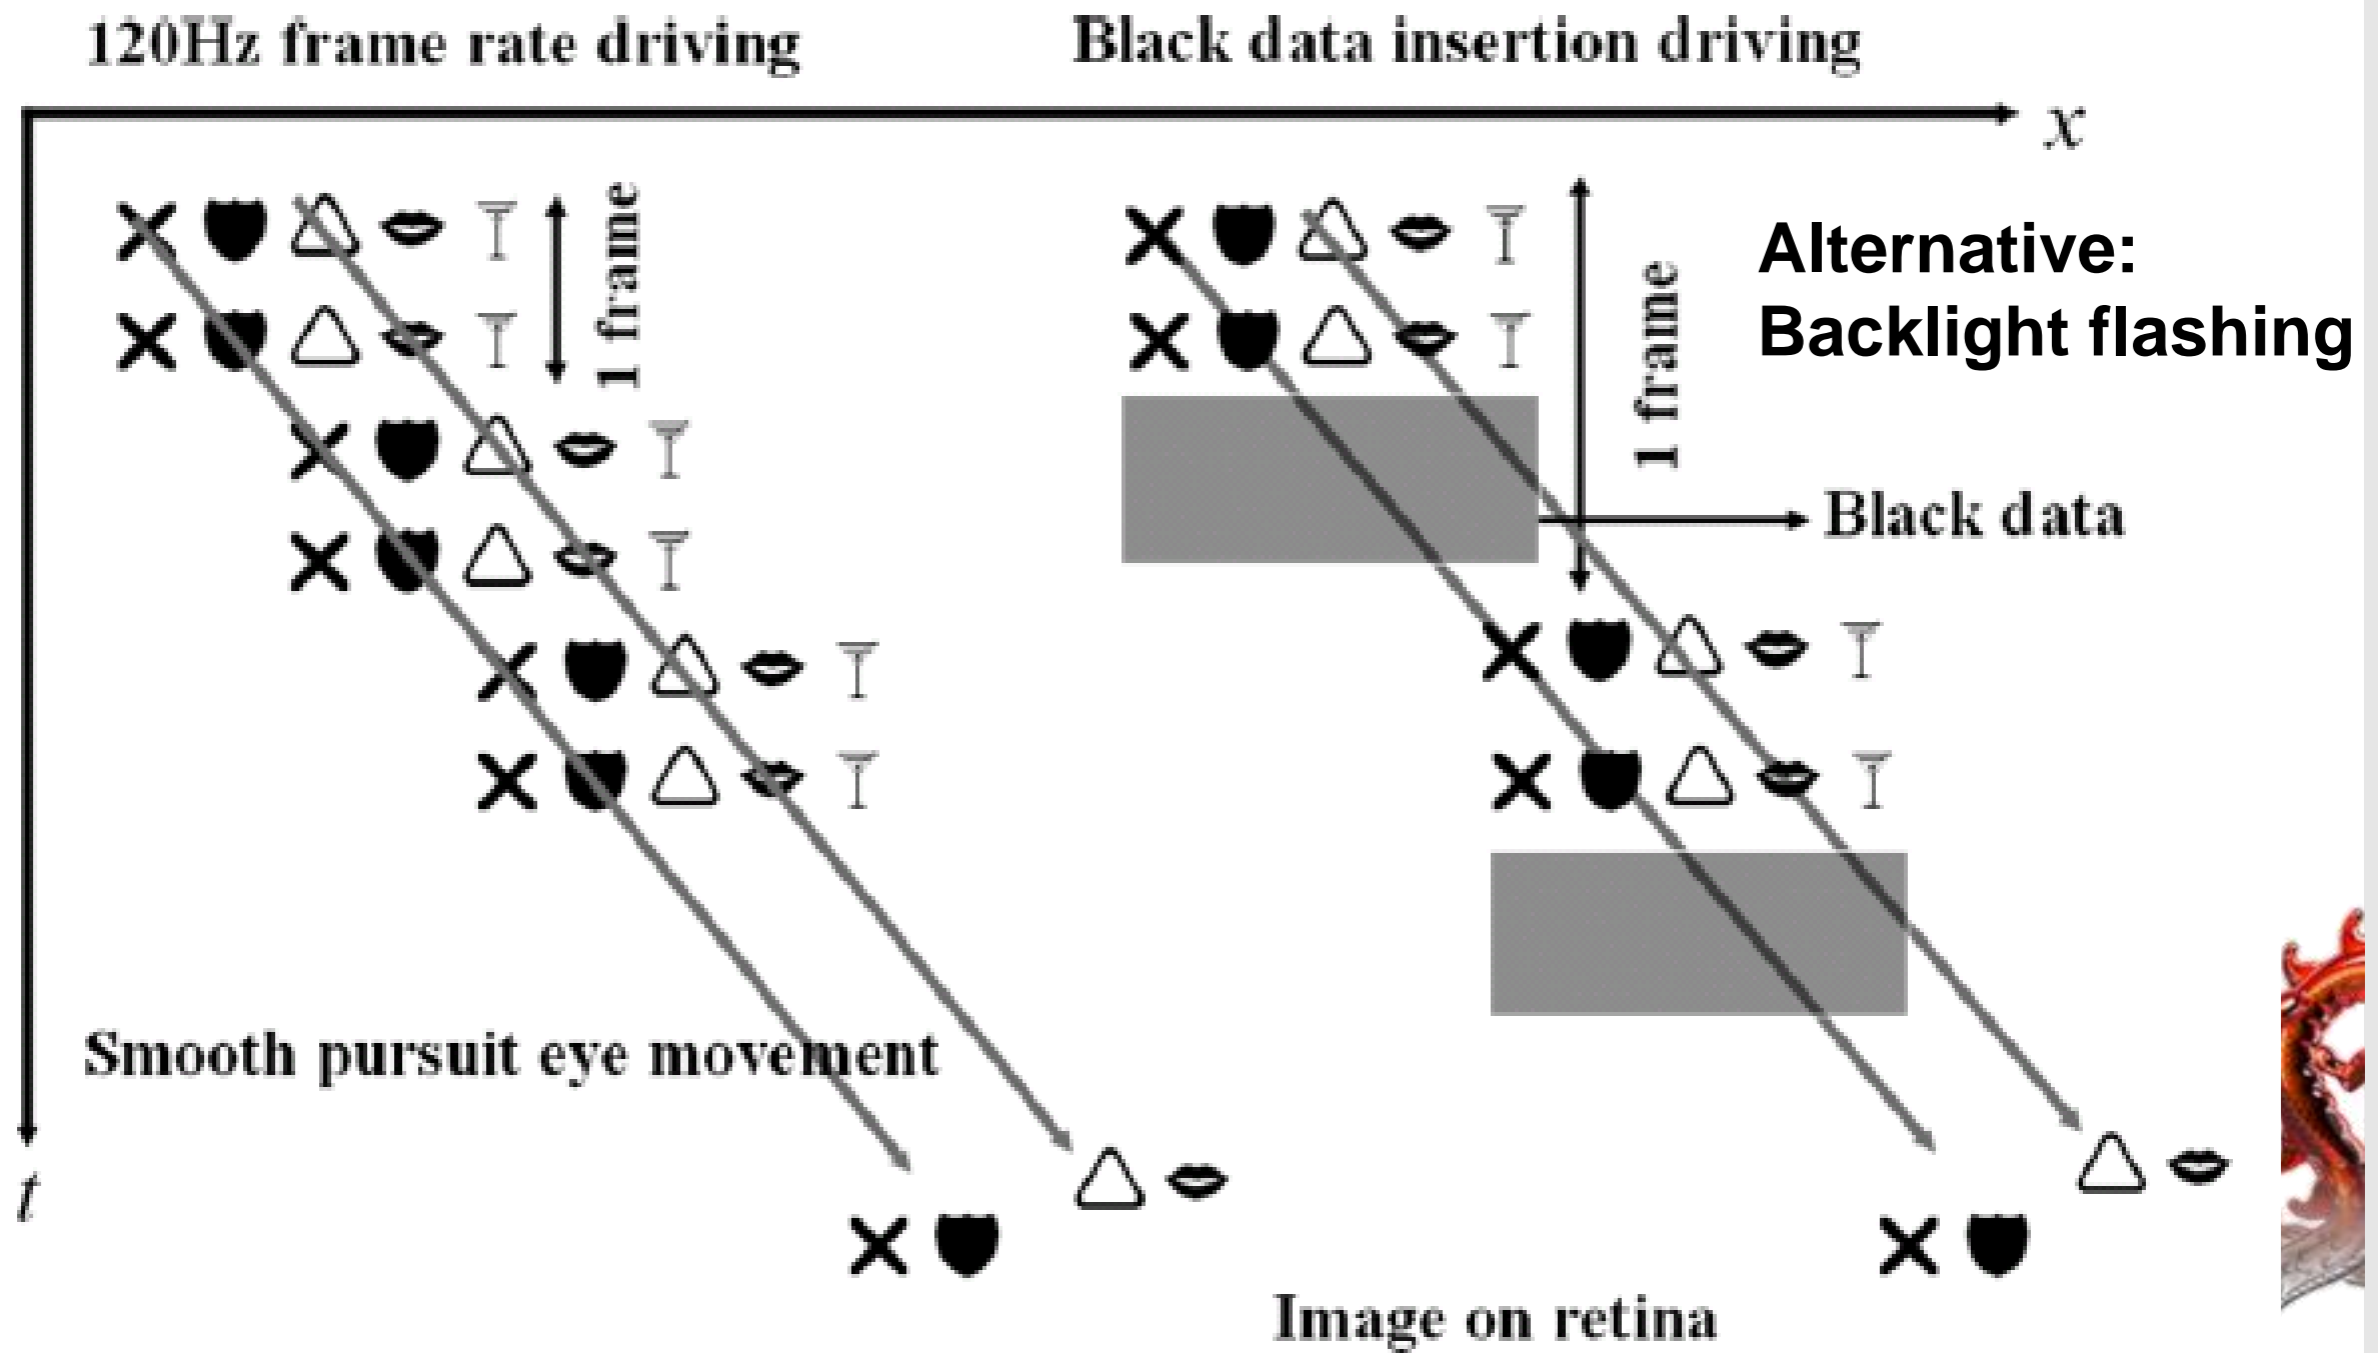 120Hz frame rate driving
Black data insertion driving
x
1 frame
1 frame
Alternative:
Backlight flashing
Black data
Smooth pursuit eye movement
t
Image on retina